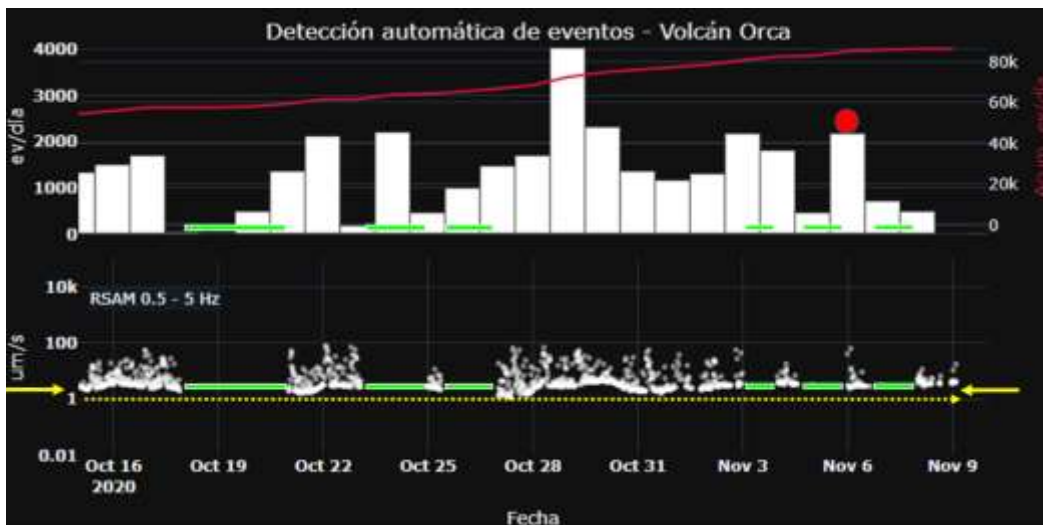 Detección automática de eventos - Volcán Orca
4000
3000
2000
1000
0
ev/día
80k
60k
40k
20k
0
RSAM 0.5 - 5 Hz
10k
100
1
0.01
um/s
Oct 16
2020
Oct 19
Oct 22
Oct 25
Oct 28
Oct 31
Nov 3
Nov 6
Nov 9
Fecha